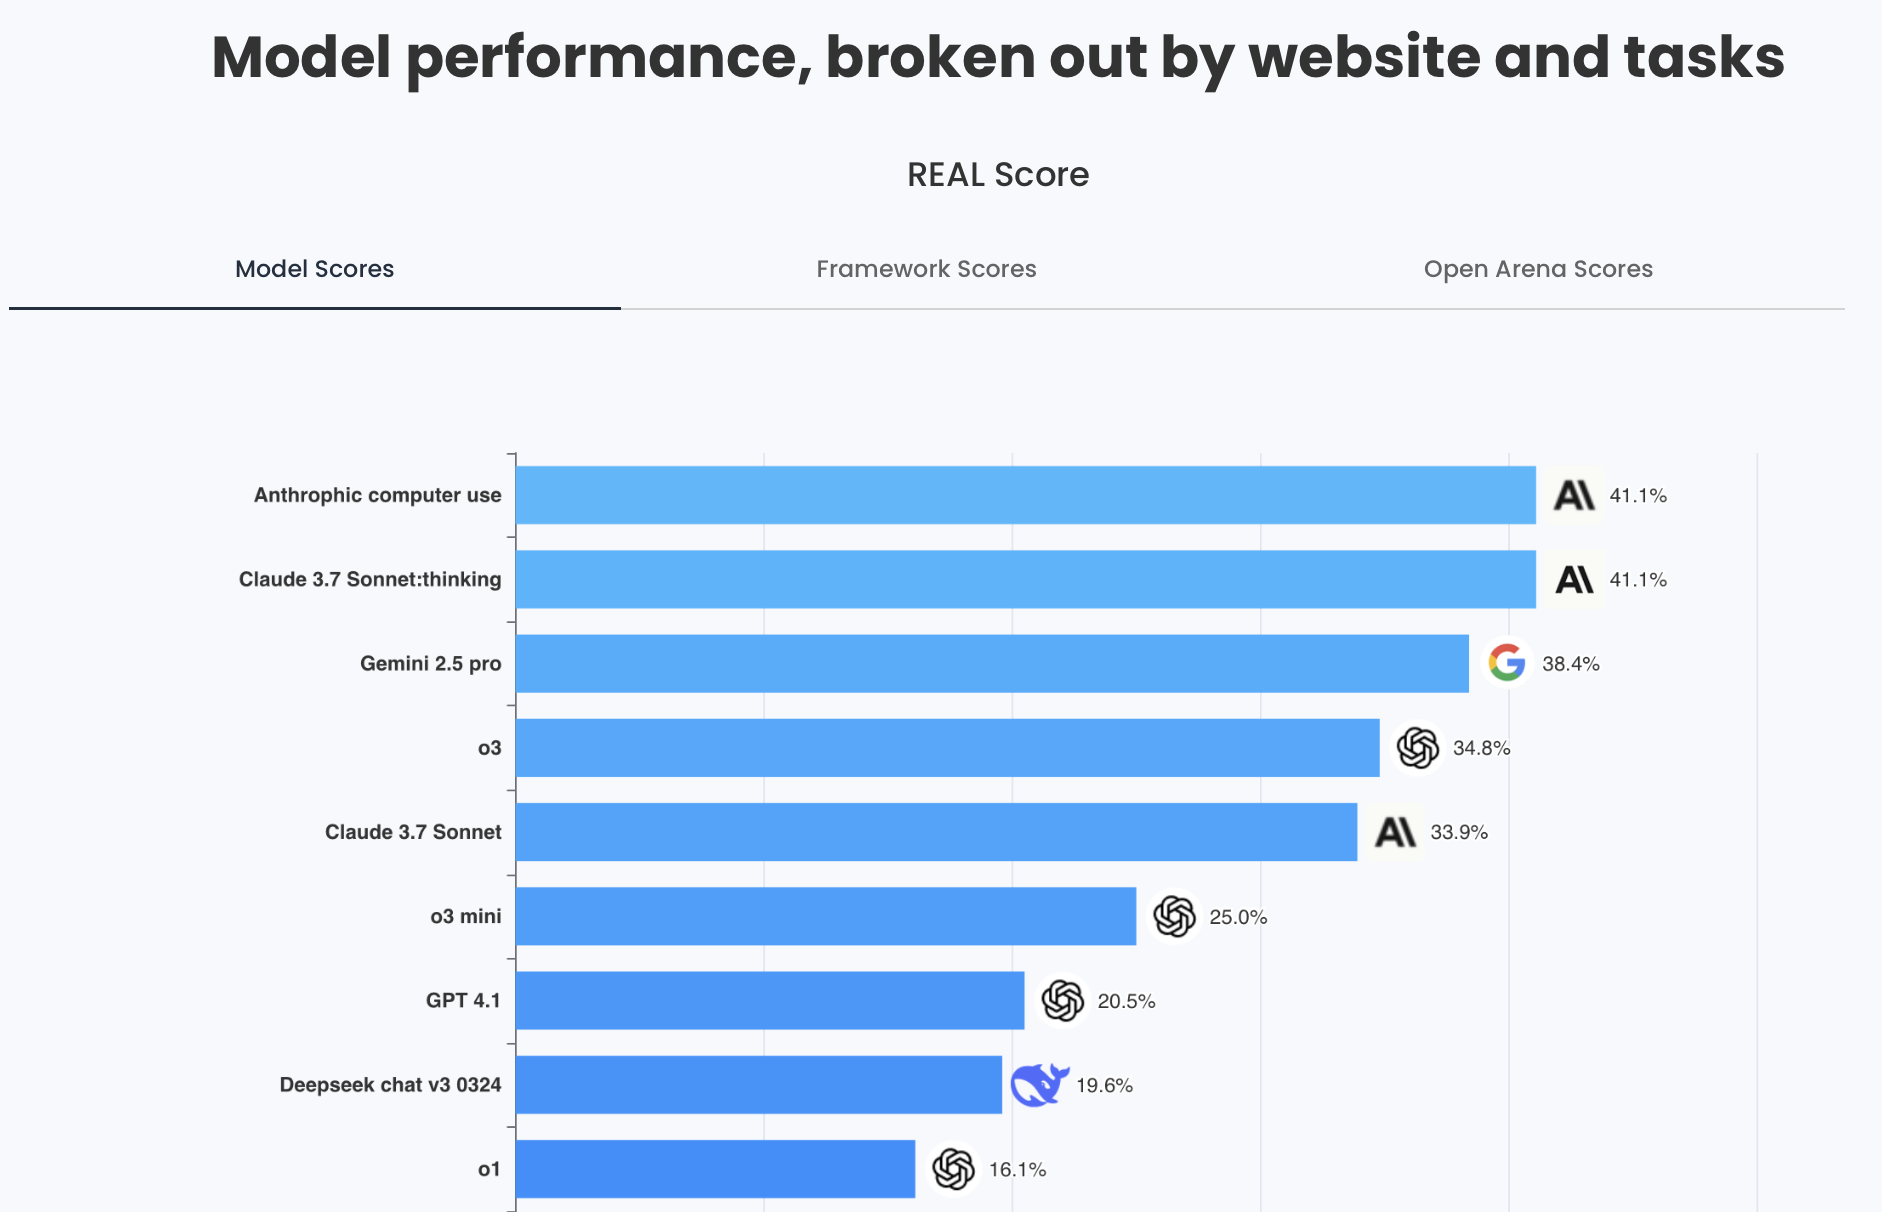 Model performance, broken out by website and tasks
REAL Score
Model Scores
Framework Scores
Open Arena Scores
Anthrophic computer use
41.1%
Claude 3.7 Sonnet:thinking
41.1%
Gemini 2.5 pro
38.4%
o3
34.8%
Claude 3.7 Sonnet
33.9%
o3 mini
25.0%
GPT 4.1
20.5%
Deepseek chat v3 0324
19.6%
o1
16.1%